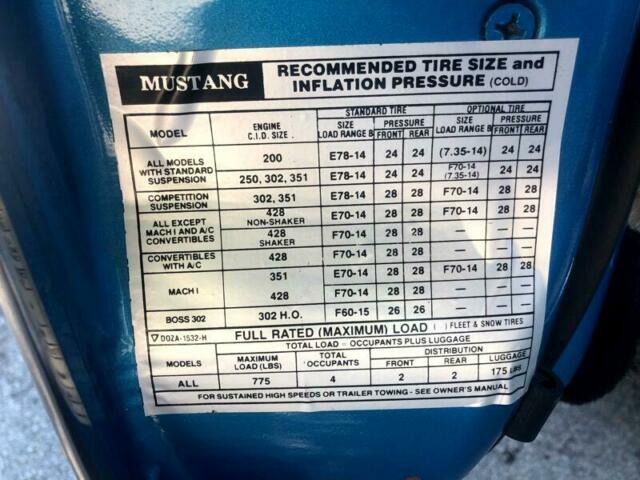 MUSTANG RECOMMENDED TIRE SIZE and
INFLATION PRESSURE (COLD)
STANDARD TIRE OPTIONAL TIRE
MODEL ENGINE C.I.D. SIZE SIZE LOAD RANGE B PRESSURE FRONT REAR SIZE LOAD RANGE B PRESSURE FRONT REAR
ALL MODELS WITH STANDARD SUSPENSION 200 E78-14 24 24 (7.35-14) 24 24
250, 302, 351 E78-14 24 24 F70-14 (7.35-14) 24 24
COMPETITION SUSPENSION 302, 351 E78-14 28 28 F70-14 28 28
ALL EXCEPT MACH I AND A/C CONVERTIBLES 428 NON-SHAKER E70-14 28 28 F70-14 28 28
428 SHAKER F70-14 28 28 — — —
CONVERTIBLES WITH A/C 428 F70-14 28 28 — — —
MACH I 351 E70-14 28 28 F70-14 28 28
428 F70-14 28 28 — — —
BOSS 302 302 H.O. F60-15 26 26 — — —
▽ DOZA-1532-H FULL RATED (MAXIMUM) LOAD ( ) FLEET & SNOW TIRES
TOTAL LOAD = OCCUPANTS PLUS LUGGAGE
MODELS MAXIMUM LOAD (LBS) TOTAL OCCUPANTS DISTRIBUTION FRONT REAR LUGGAGE
ALL 775 4 2 2 175 LBS
FOR SUSTAINED HIGH SPEEDS OR TRAILER TOWING - SEE OWNER'S MANUAL